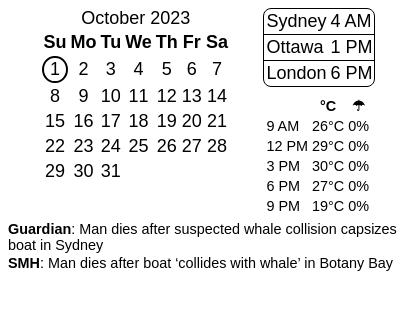 October 2023
Su Mo Tu We Th Fr Sa
1 2 3 4 5 6 7
8 9 10 11 12 13 14
15 16 17 18 19 20 21
22 23 24 25 26 27 28
29 30 31
Sydney 4 AM
Ottawa 1 PM
London 6 PM
°C ☂
9 AM 26°C 0%
12 PM 29°C 0%
3 PM 30°C 0%
6 PM 27°C 0%
9 PM 19°C 0%
Guardian: Man dies after suspected whale collision capsizes
boat in Sydney
SMH: Man dies after boat ‘collides with whale’ in Botany Bay